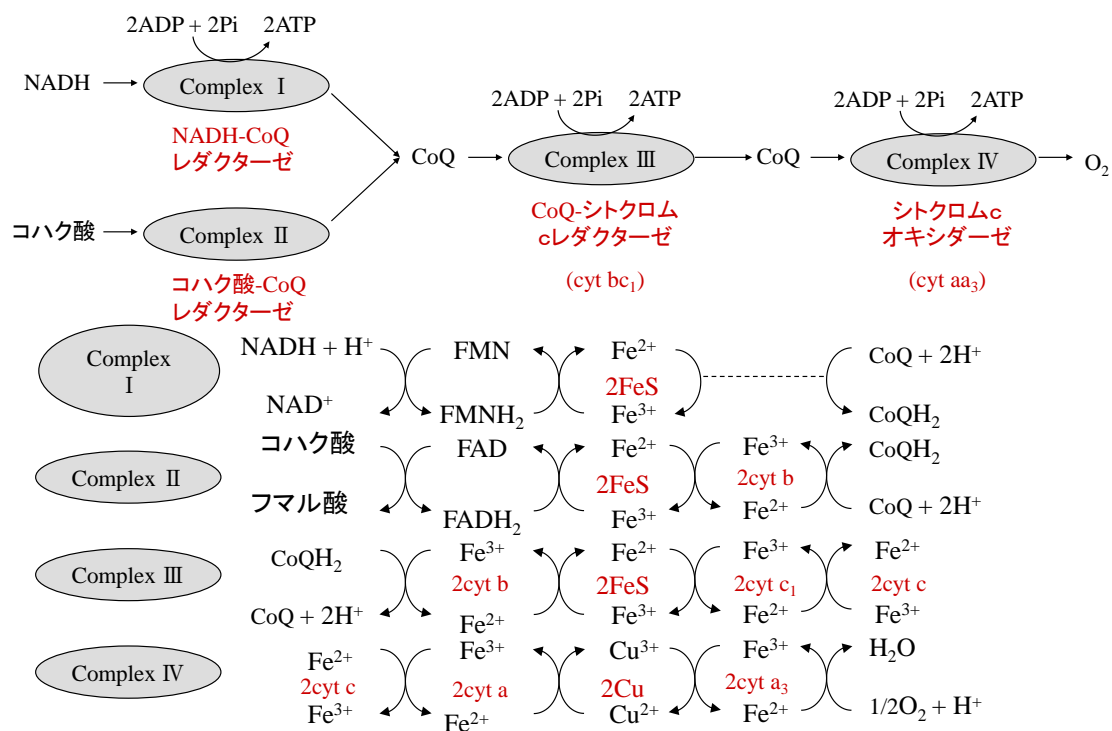 2ADP + 2Pi 2ATP
NADH Complex Ⅰ
NADH-CoQ
レダクターゼ
2ADP + 2Pi 2ATP
2ADP + 2Pi 2ATP
CoQ Complex Ⅲ CoQ Complex Ⅳ O₂
コハク酸 Complex Ⅱ
コハク酸-CoQ
レダクターゼ
CoQ-シトクロム
cレダクターゼ
(cyt bc₁)
シトクロムc
オキシダーゼ
(cyt aa₃)
Complex
Ⅰ
NADH + H⁺ FMN Fe²⁺ CoQ + 2H⁺
2FeS
NAD⁺ FMNH₂ Fe³⁺ CoQH₂
Complex Ⅱ
コハク酸 FAD Fe²⁺ Fe³⁺ CoQH₂
2FeS 2cyt b
フマル酸 FADH₂ Fe³⁺ Fe²⁺ CoQ + 2H⁺
Complex Ⅲ
CoQH₂ Fe³⁺ Fe²⁺ Fe³⁺ Fe²⁺
2cyt b 2FeS 2cyt c₁ 2cyt c
CoQ + 2H⁺ Fe²⁺ Fe³⁺ Fe²⁺ Fe³⁺
Complex Ⅳ
Fe²⁺ Fe³⁺ Cu³⁺ Fe³⁺ H₂O
2cyt c 2cyt a 2Cu 2cyt a₃
Fe³⁺ Fe²⁺ Cu²⁺ Fe²⁺ 1/2O₂ + H⁺